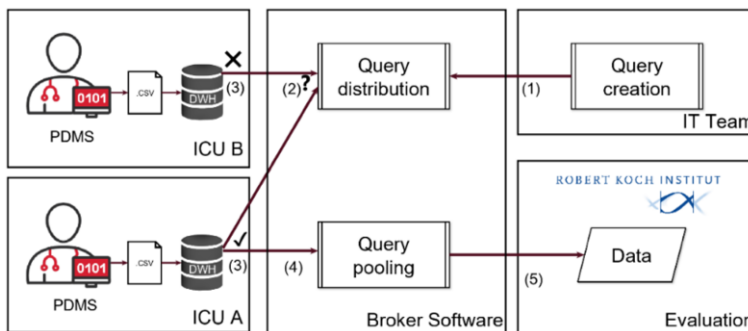 0101
.CSV
DWH
PDMS
(3)
ICU B
(2)
?
Query
distribution
(1)
Query
creation
IT Team
0101
.CSV
DWH
PDMS
(3)
ICU A
(4)
Query
pooling
Broker Software
(5)
ROBERT KOCH INSTITUT
Data
Evaluation